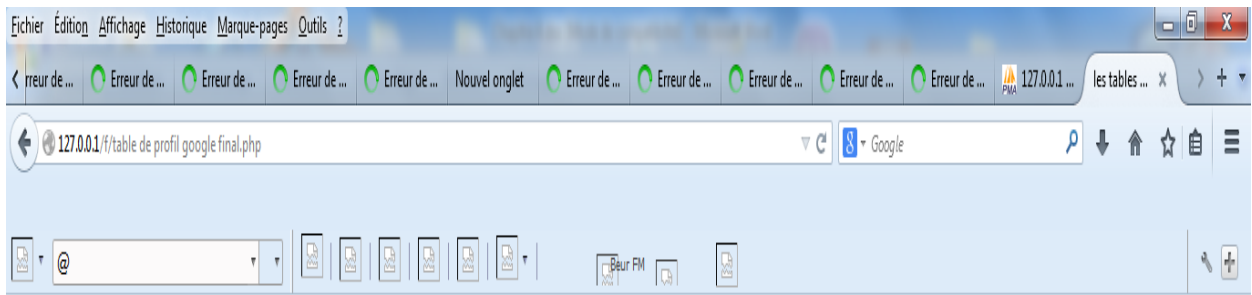 Fichier Édition Affichage Historique Marque-pages Outils ?
rreur de ... Erreur de ... Erreur de ... Erreur de ... Erreur de ... Nouvel onglet Erreur de ... Erreur de ... Erreur de ... Erreur de ... Erreur de ... PMA 127.0.0.1 ... les tables ...
127.0.0.1/f/table de profil google final.php 8 Google
@ Beur FM